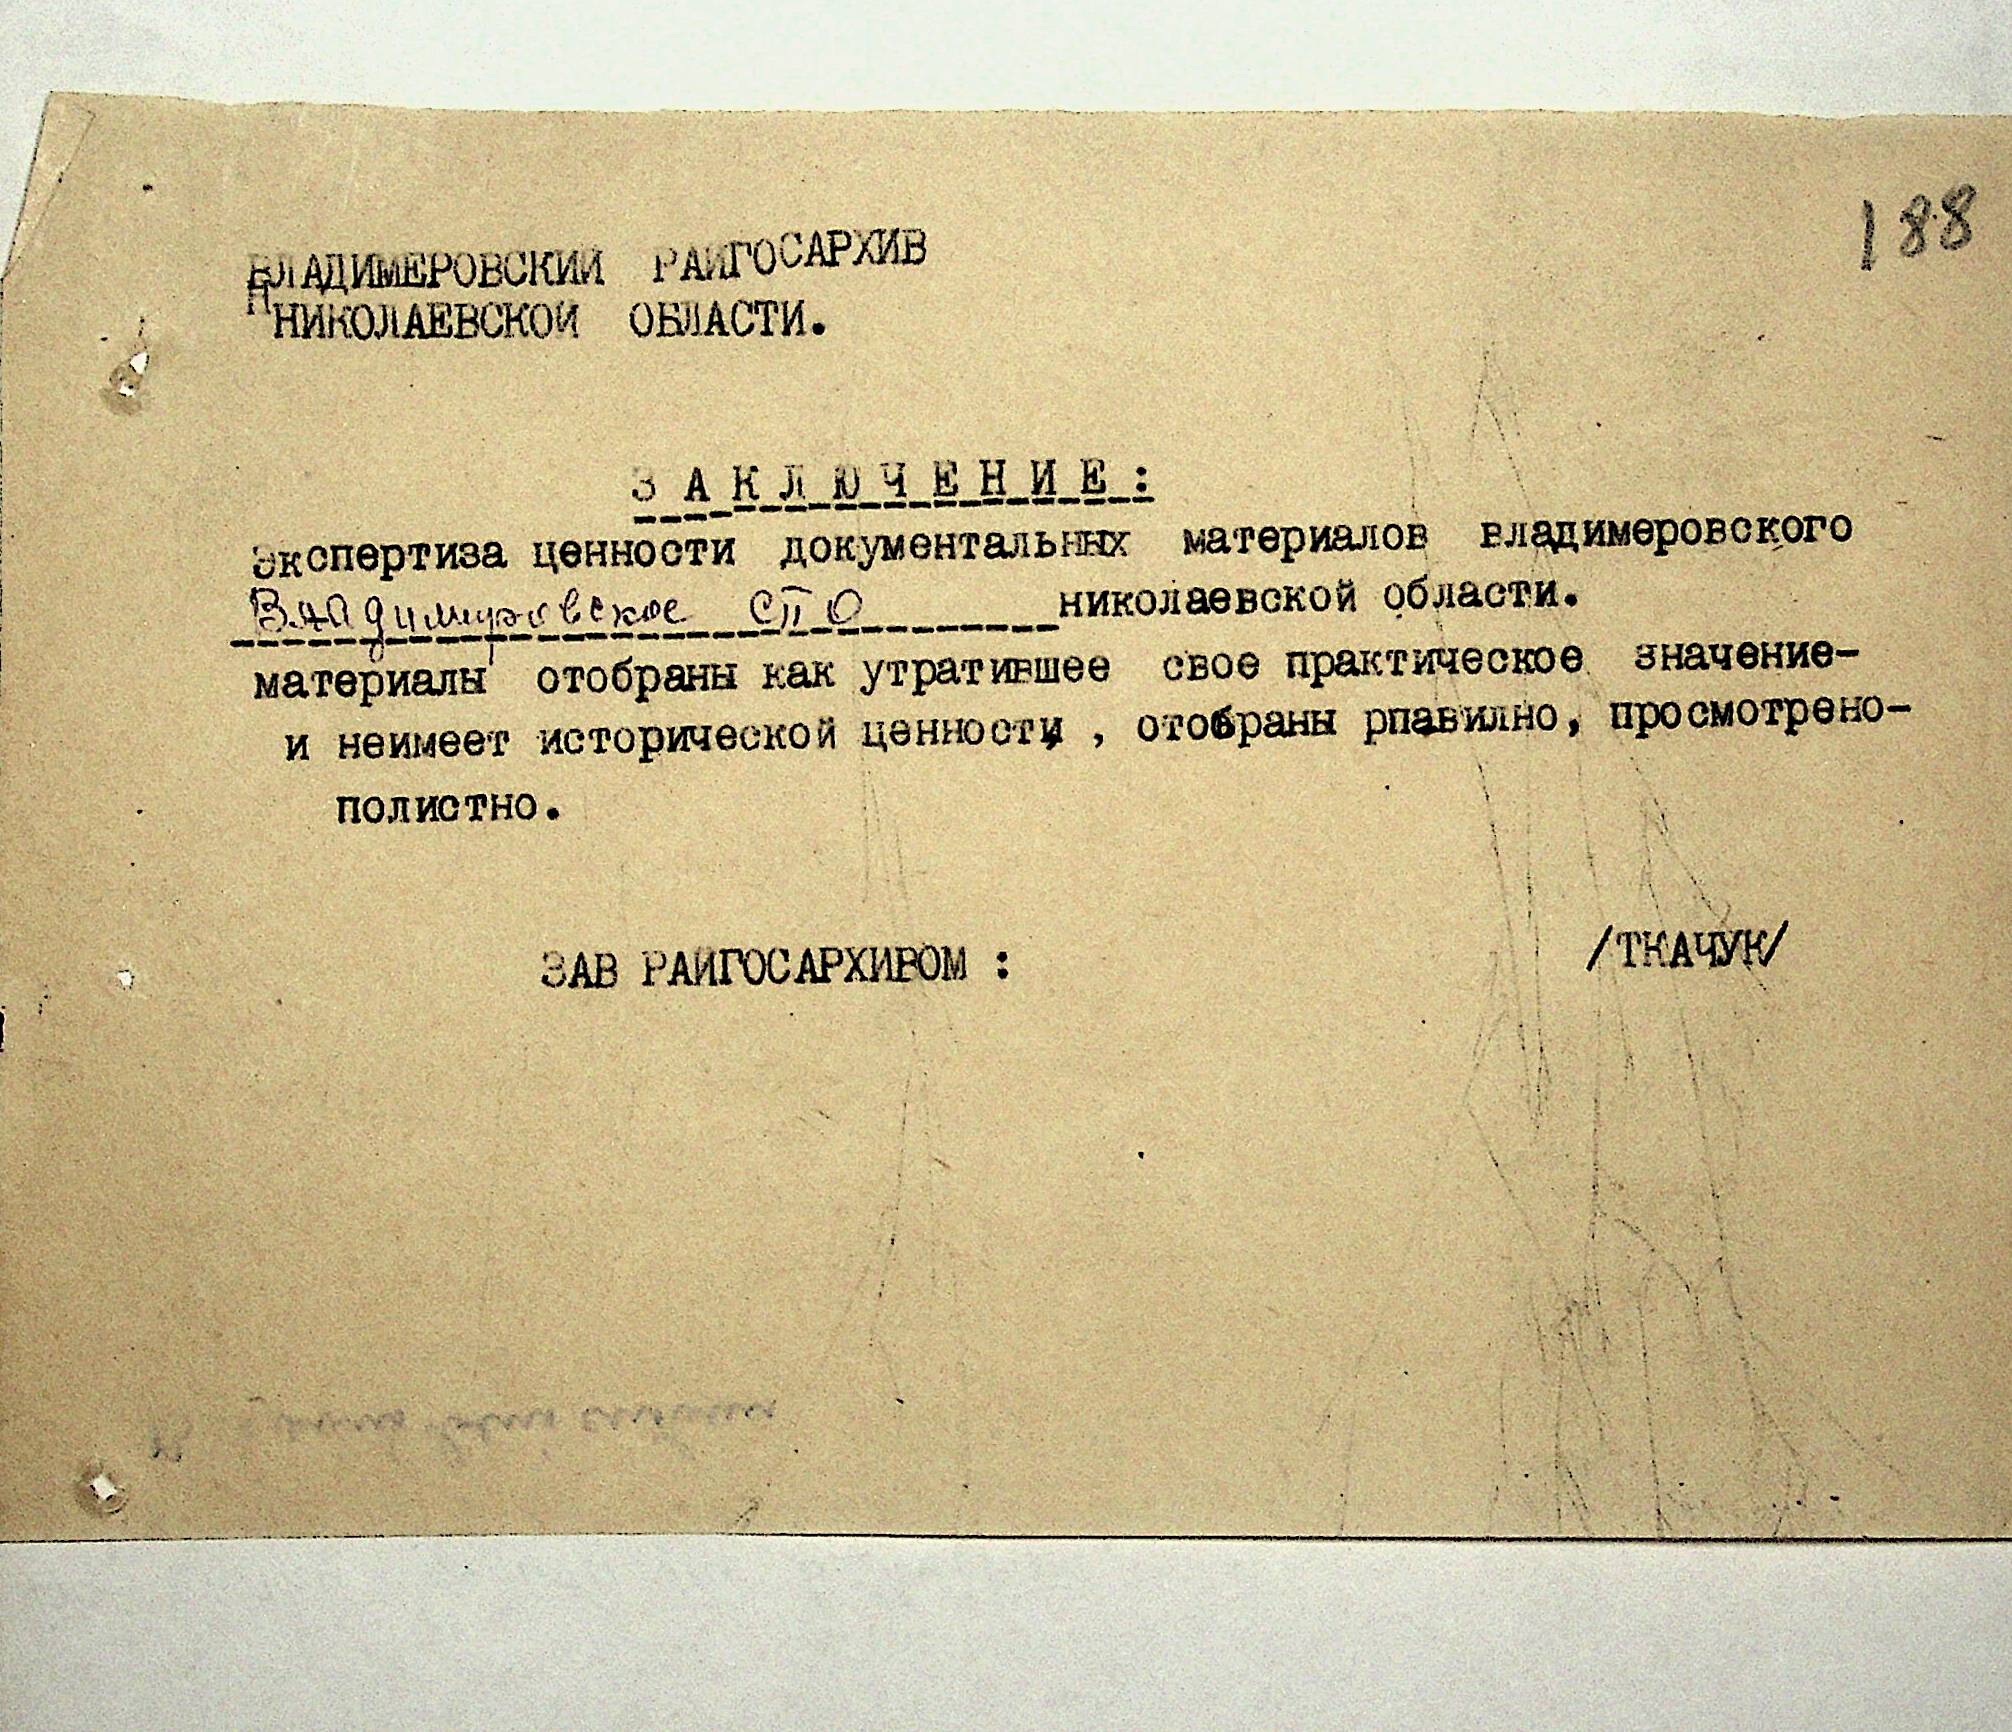 188
ВЛАДИМЕРОВСКИЙ РАЙГОСАРХИВ
НИКОЛАЕВСКОЙ ОБЛАСТИ.
ЗАКЛЮЧЕНИЕ:
экспертиза ценности документальных материалов владимеровского
Владимировское СПО николаевской области.
материалы отобраны как утратившее свое практическое значение-
и неимеет исторической ценности , отобраны рпавилно, просмотрено-
полистно.
ЗАВ РАЙГОСАРХИВОМ : /ТКАЧУК/